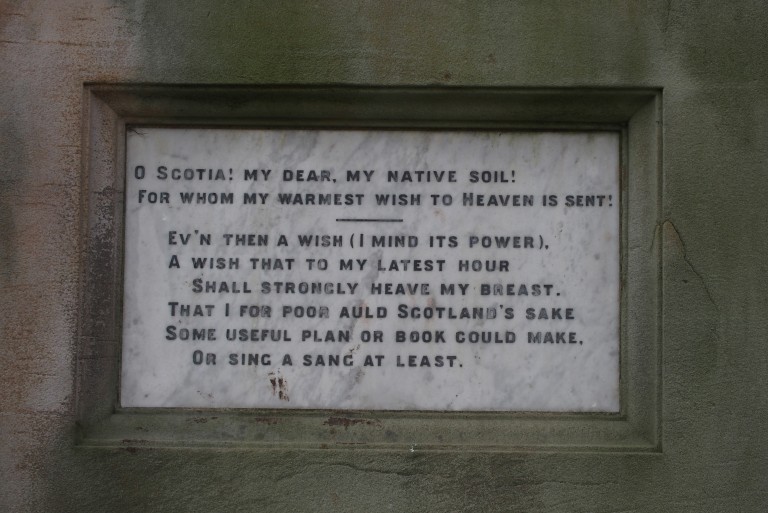 O SCOTIA! MY DEAR, MY NATIVE SOIL!
FOR WHOM MY WARMEST WISH TO HEAVEN IS SENT!
EV'N THEN A WISH (I MIND ITS POWER),
A WISH THAT TO MY LATEST HOUR
SHALL STRONGLY HEAVE MY BREAST.
THAT I FOR POOR AULD SCOTLAND'S SAKE
SOME USEFUL PLAN OR BOOK COULD MAKE,
OR SING A SANG AT LEAST.